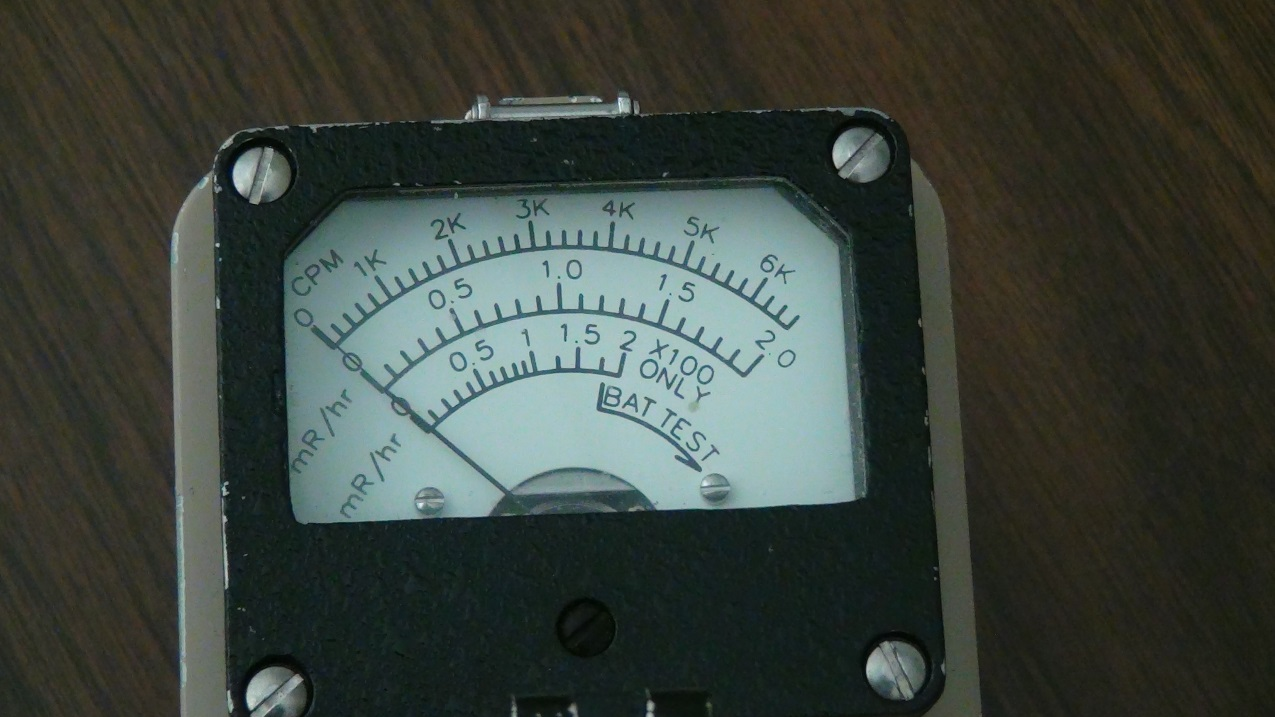 CPM
0 1K 2K 3K 4K 5K 6K
0 0.5 1.0 1.5 2.0
mR/hr
0 0.5 1 1.5 2 X100
ONLY
mR/hr
BAT TEST